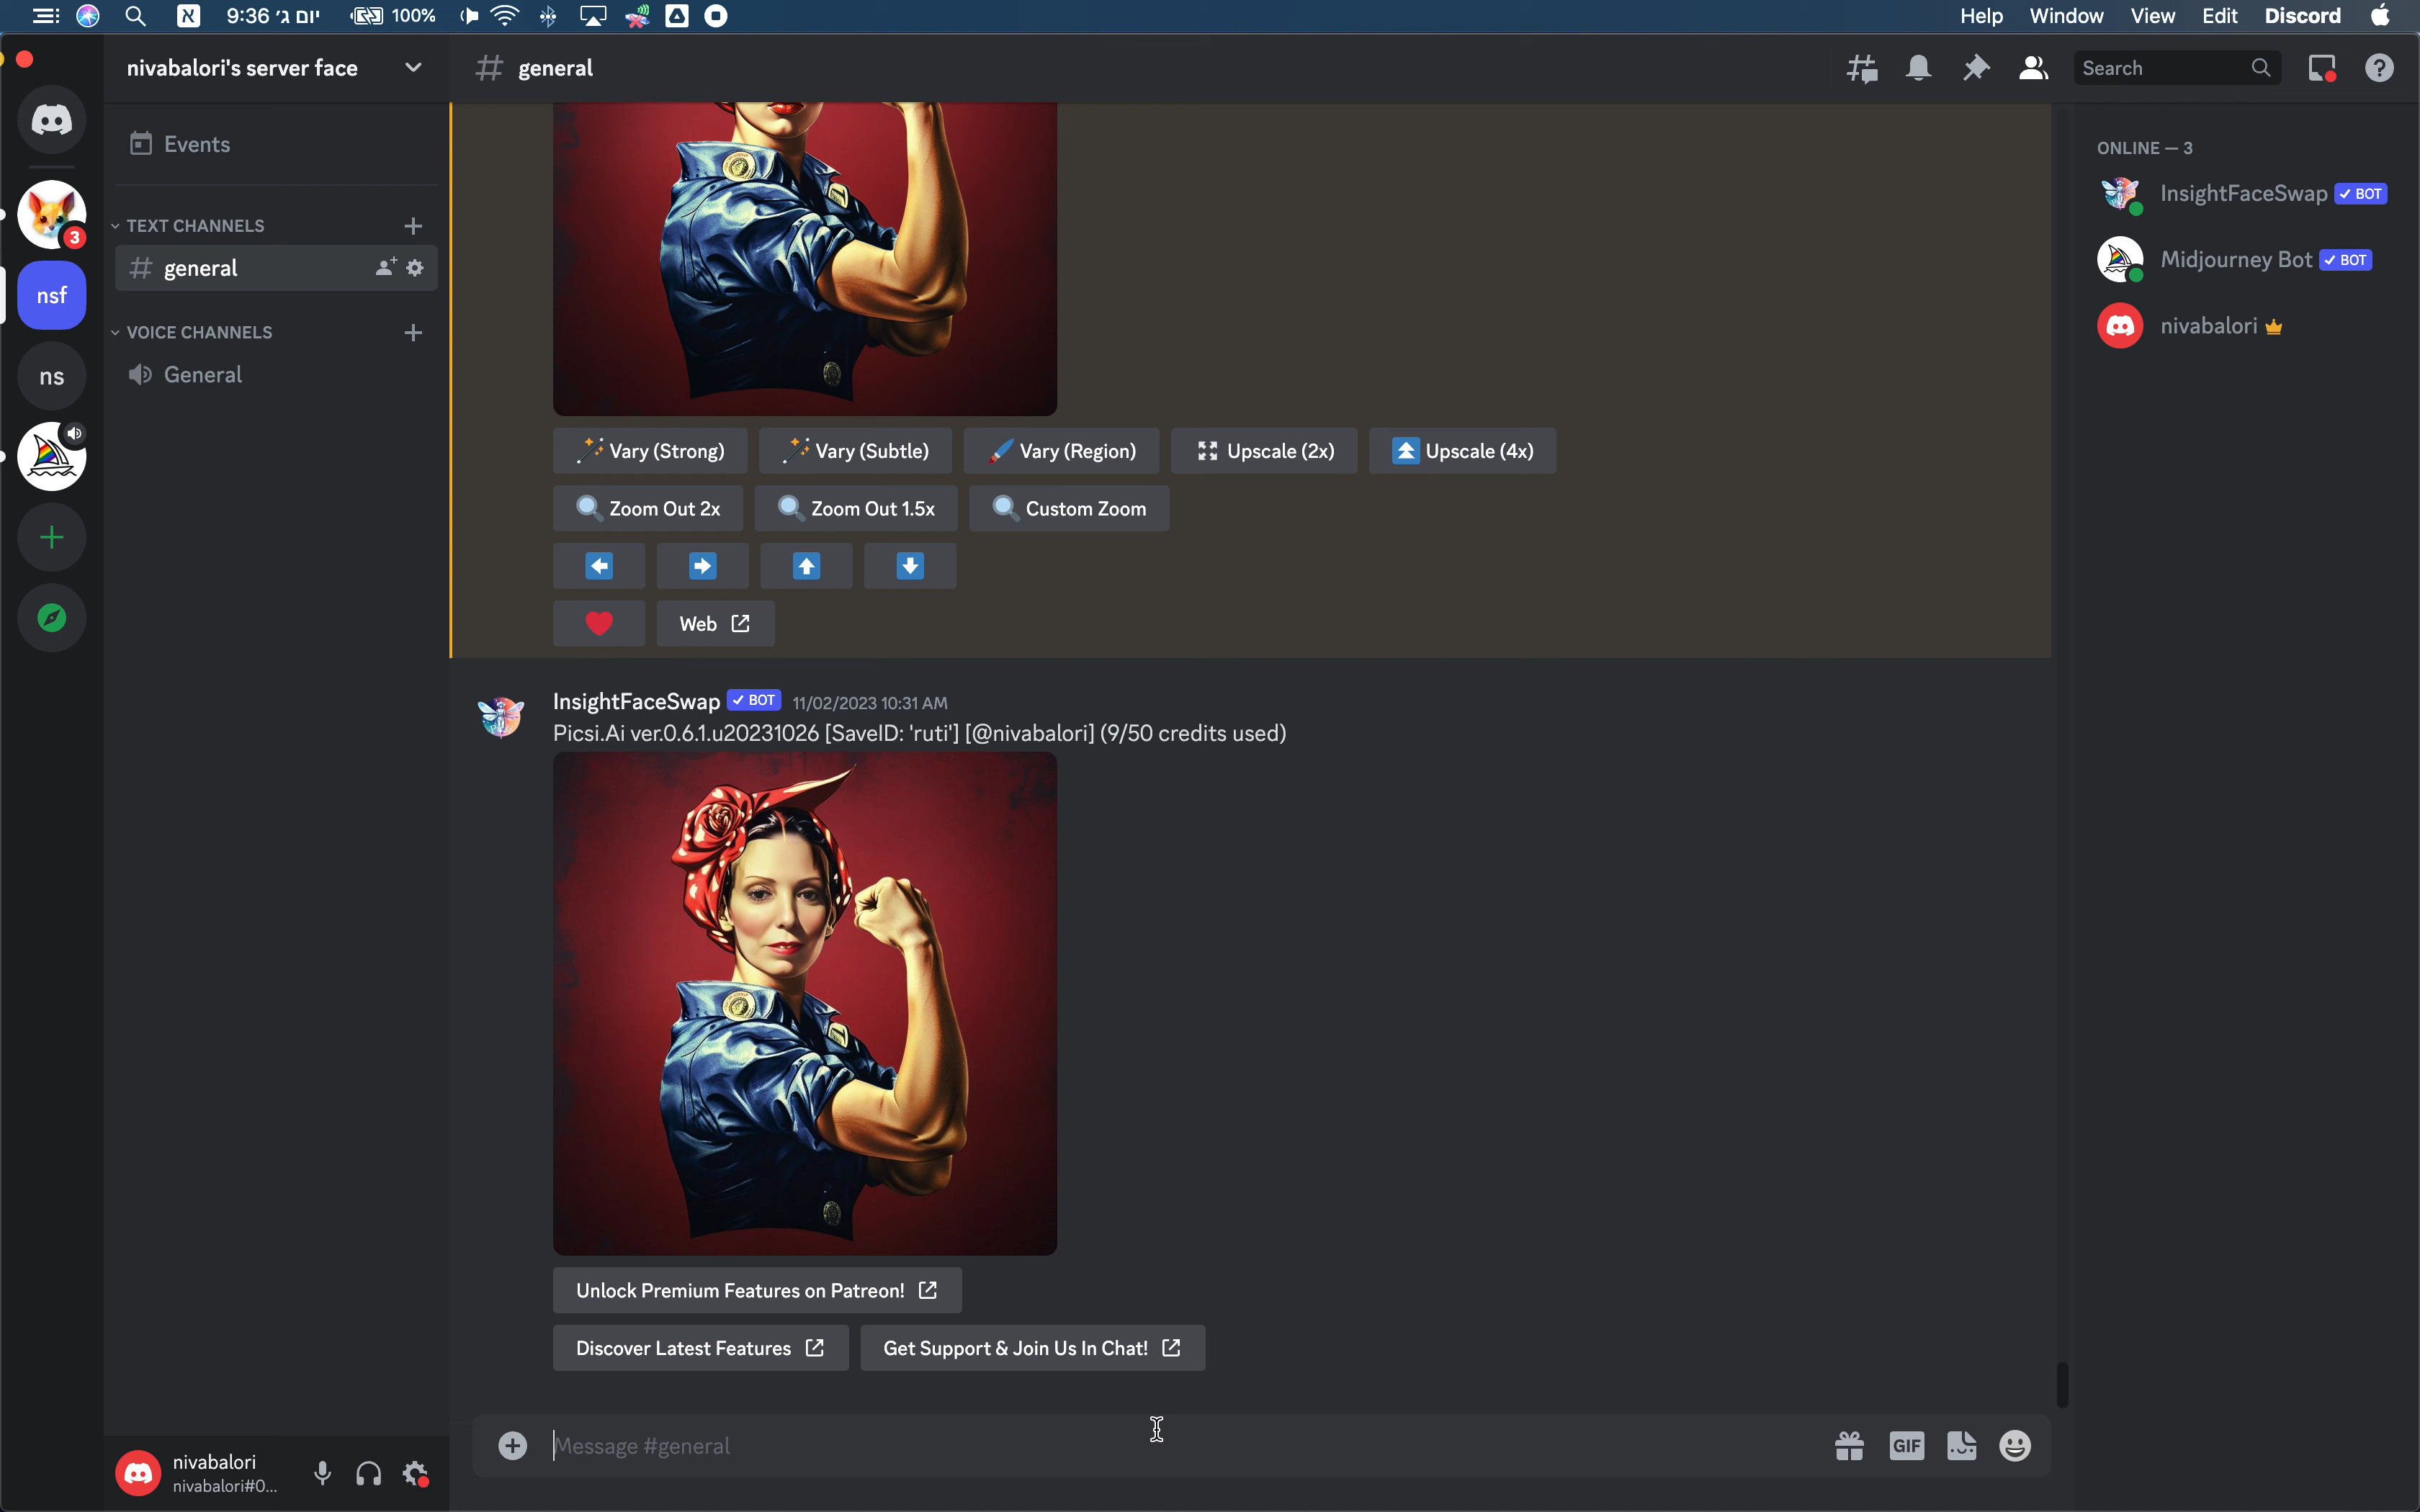 9:36 יום ג׳
100%
Help Window View Edit Discord
nivabalori's server face
# general
Search
Events
TEXT CHANNELS
general
VOICE CHANNELS
General
3
nsf
ns
Vary (Strong) Vary (Subtle) Vary (Region) Upscale (2x) Upscale (4x)
Zoom Out 2x Zoom Out 1.5x Custom Zoom
Web
InsightFaceSwap ✓ BOT 11/02/2023 10:31 AM
Picsi.Ai ver.0.6.1.u20231026 [SaveID: 'ruti'] [@nivabalori] (9/50 credits used)
Unlock Premium Features on Patreon!
Discover Latest Features Get Support & Join Us In Chat!
Message #general
GIF
nivabalori
nivabalori#0...
ONLINE — 3
InsightFaceSwap ✓ BOT
Midjourney Bot ✓ BOT
nivabalori